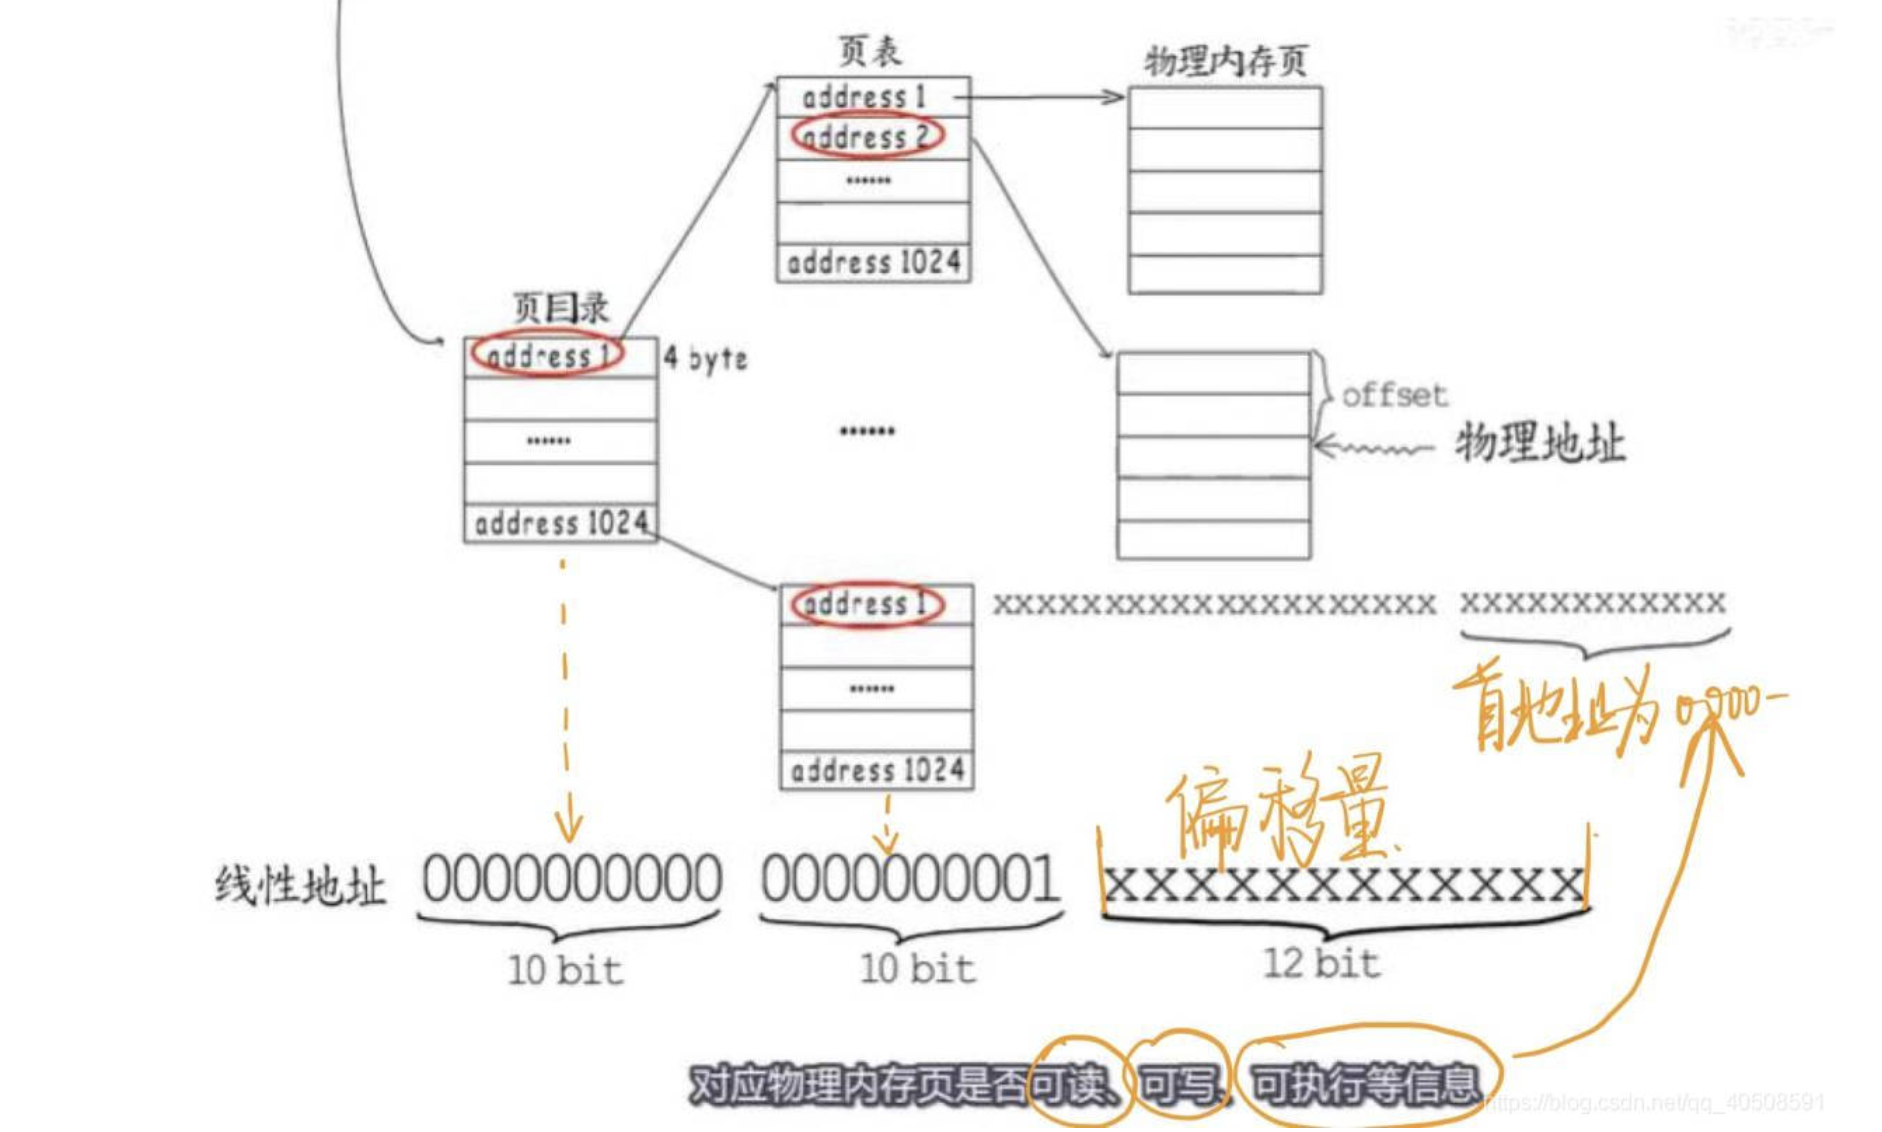 页表
物理内存页
address 1
address 2
......
address 1024
页目录
address 1
4 byte
......
address 1024
......
offset
物理地址
address 1
xxxxxxxxxxxxxxxxxxxx xxxxxxxxxxxx
......
address 1024
首地址为
偏移量
线性地址 0000000000 0000000001 xxxxxxxxxxxx
10 bit 10 bit 12 bit
对应物理内存页是否可读、可写、可执行等信息
https://blog.csdn.net/qq_40508591